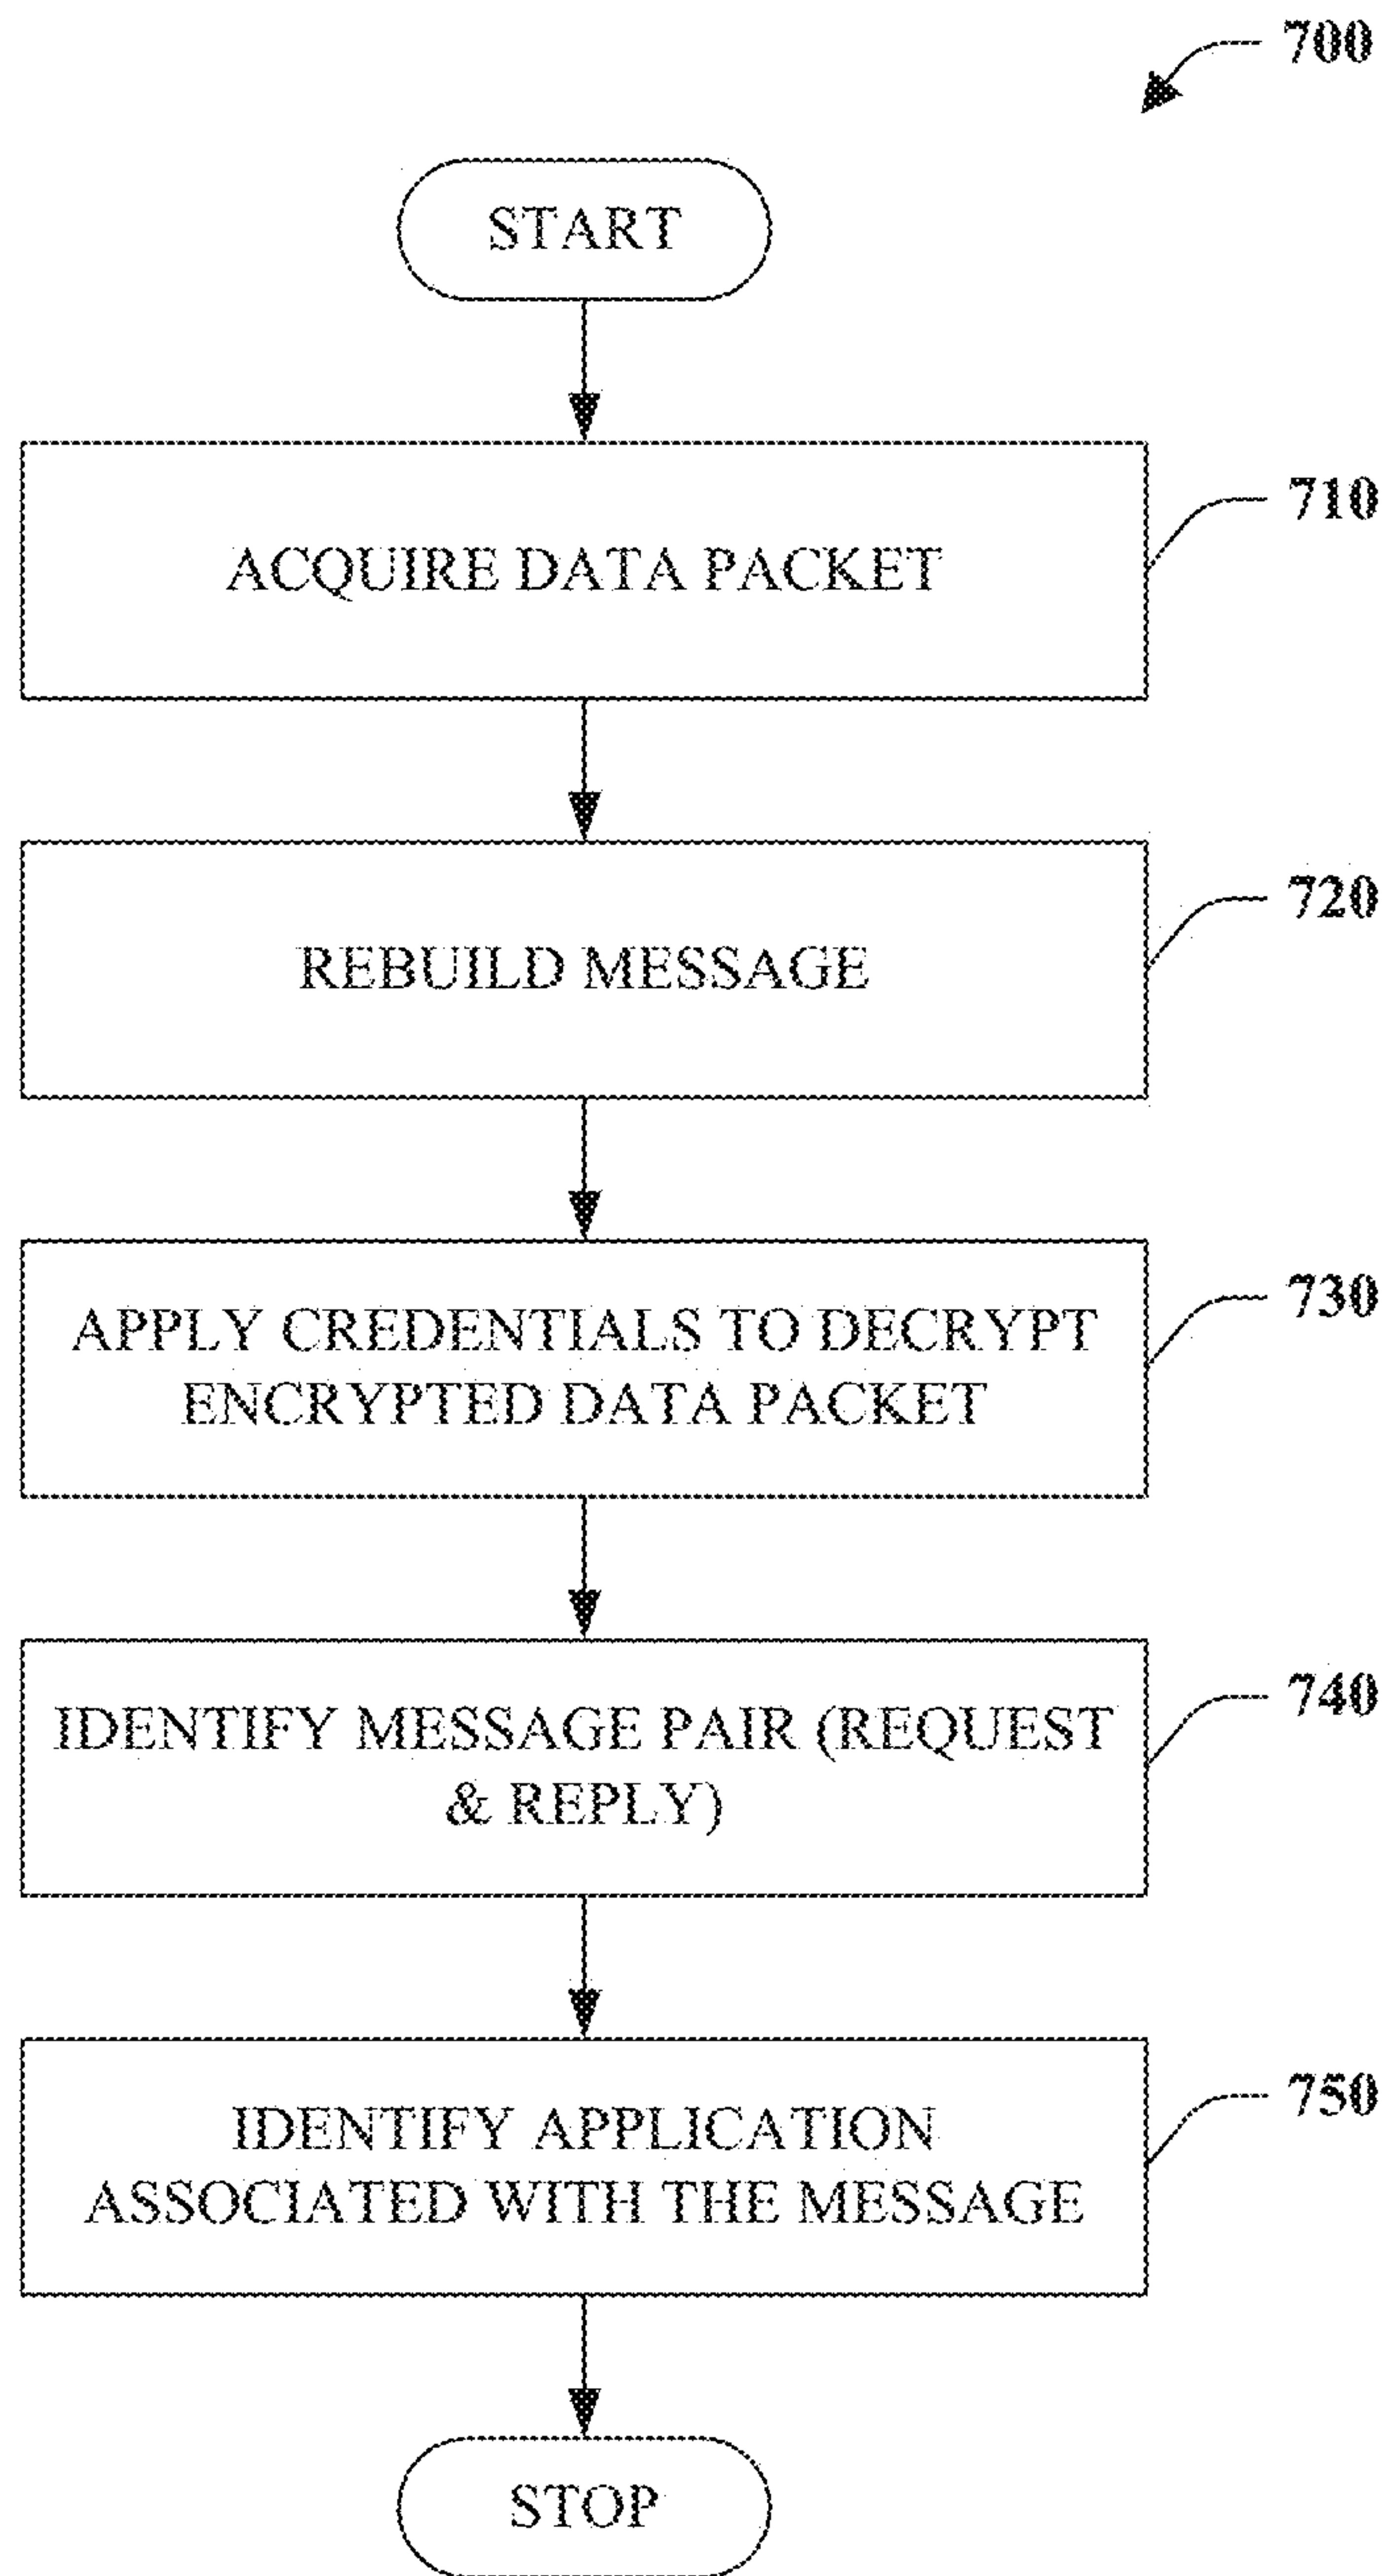 700
START
ACQUIRE DATA PACKET
710
REBUILD MESSAGE
720
APPLY CREDENTIALS TO DECRYPT
ENCRYPTED DATA PACKET
730
IDENTIFY MESSAGE PAIR (REQUEST
& REPLY)
740
IDENTIFY APPLICATION
ASSOCIATED WITH THE MESSAGE
750
STOP